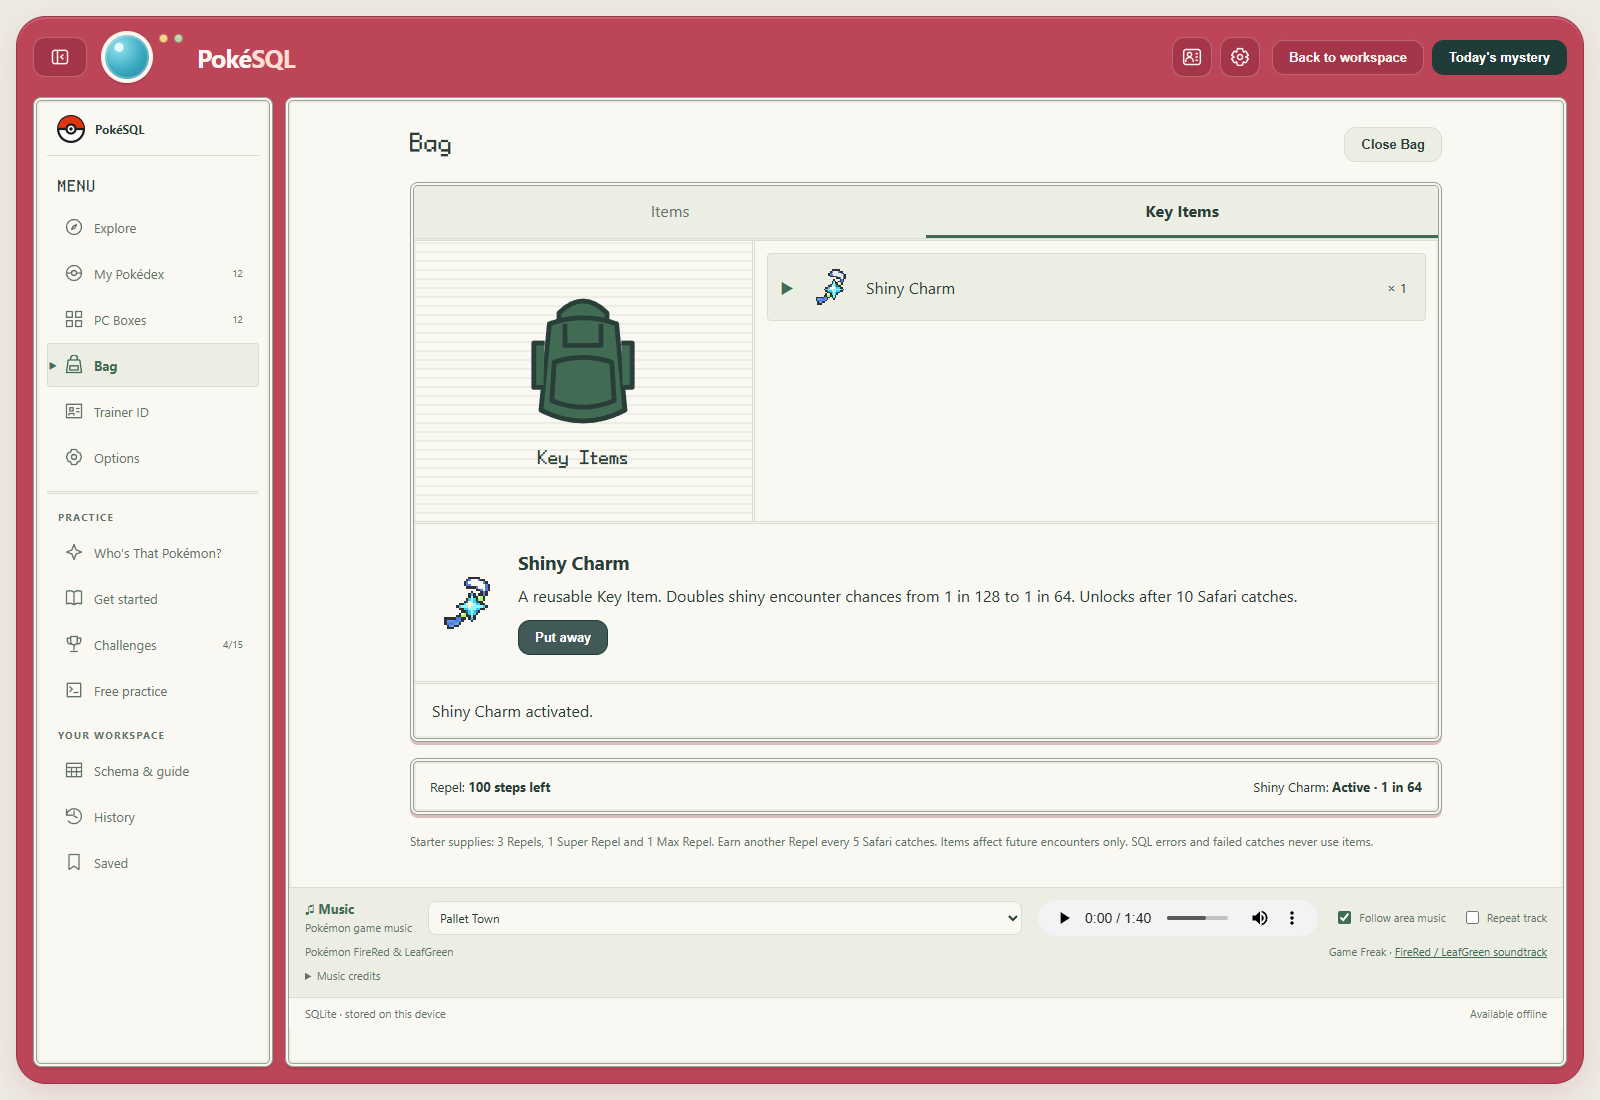 PokéSQL
Back to workspace
Today's mystery
PokéSQL
MENU
Explore
My Pokédex 12
PC Boxes 12
Bag
Trainer ID
Options
PRACTICE
Who's That Pokémon?
Get started
Challenges 4/15
Free practice
YOUR WORKSPACE
Schema & guide
History
Saved
Bag
Close Bag
Items
Key Items
Key Items
Shiny Charm × 1
Shiny Charm
A reusable Key Item. Doubles shiny encounter chances from 1 in 128 to 1 in 64. Unlocks after 10 Safari catches.
Put away
Shiny Charm activated.
Repel: 100 steps left
Shiny Charm: Active · 1 in 64
Starter supplies: 3 Repels, 1 Super Repel and 1 Max Repel. Earn another Repel every 5 Safari catches. Items affect future encounters only. SQL errors and failed catches never use items.
♫ Music
Pokémon game music
Pallet Town
0:00 / 1:40
Follow area music
Repeat track
Pokémon FireRed & LeafGreen
Game Freak · FireRed / LeafGreen soundtrack
Music credits
SQLite · stored on this device
Available offline